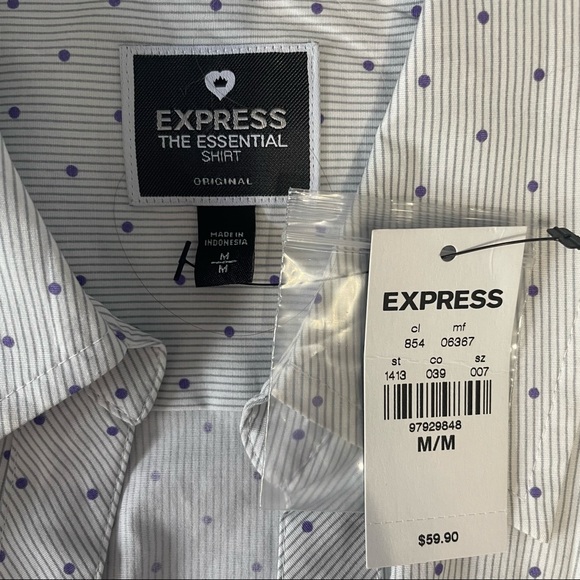 EXPRESS
THE ESSENTIAL
SHIRT
ORIGINAL
MADE IN
INDONESIA
M
M
EXPRESS
cl mf
854 06367
st co sz
1413 039 007
97929848
M/M
$59.90